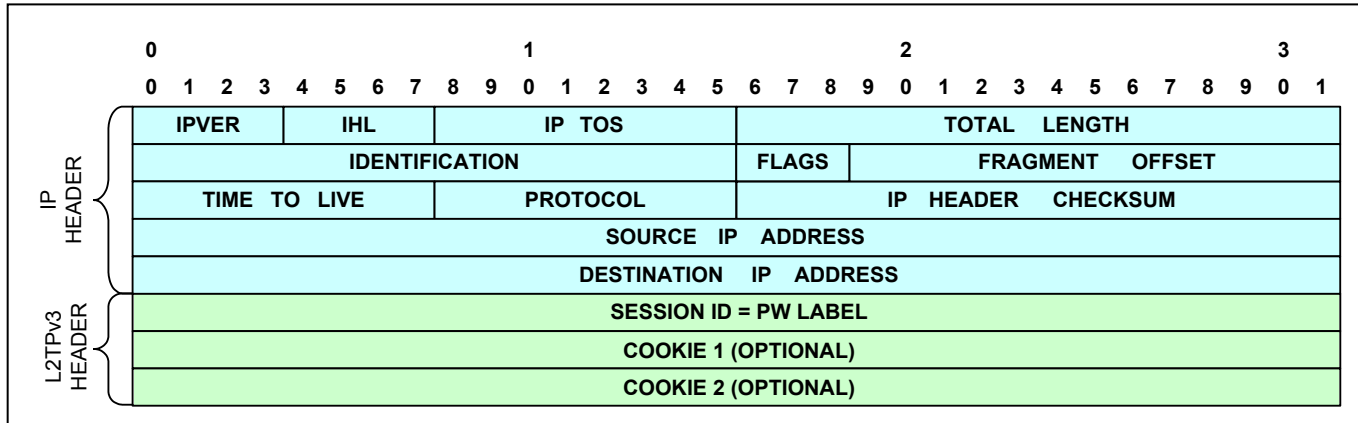 0 1 2 3
0 1 2 3 4 5 6 7 8 9 0 1 2 3 4 5 6 7 8 9 0 1 2 3 4 5 6 7 8 9 0 1
IP HEADER
IPVER IHL IP TOS TOTAL LENGTH
IDENTIFICATION FLAGS FRAGMENT OFFSET
TIME TO LIVE PROTOCOL IP HEADER CHECKSUM
SOURCE IP ADDRESS
DESTINATION IP ADDRESS
L2TPv3 HEADER
SESSION ID = PW LABEL
COOKIE 1 (OPTIONAL)
COOKIE 2 (OPTIONAL)